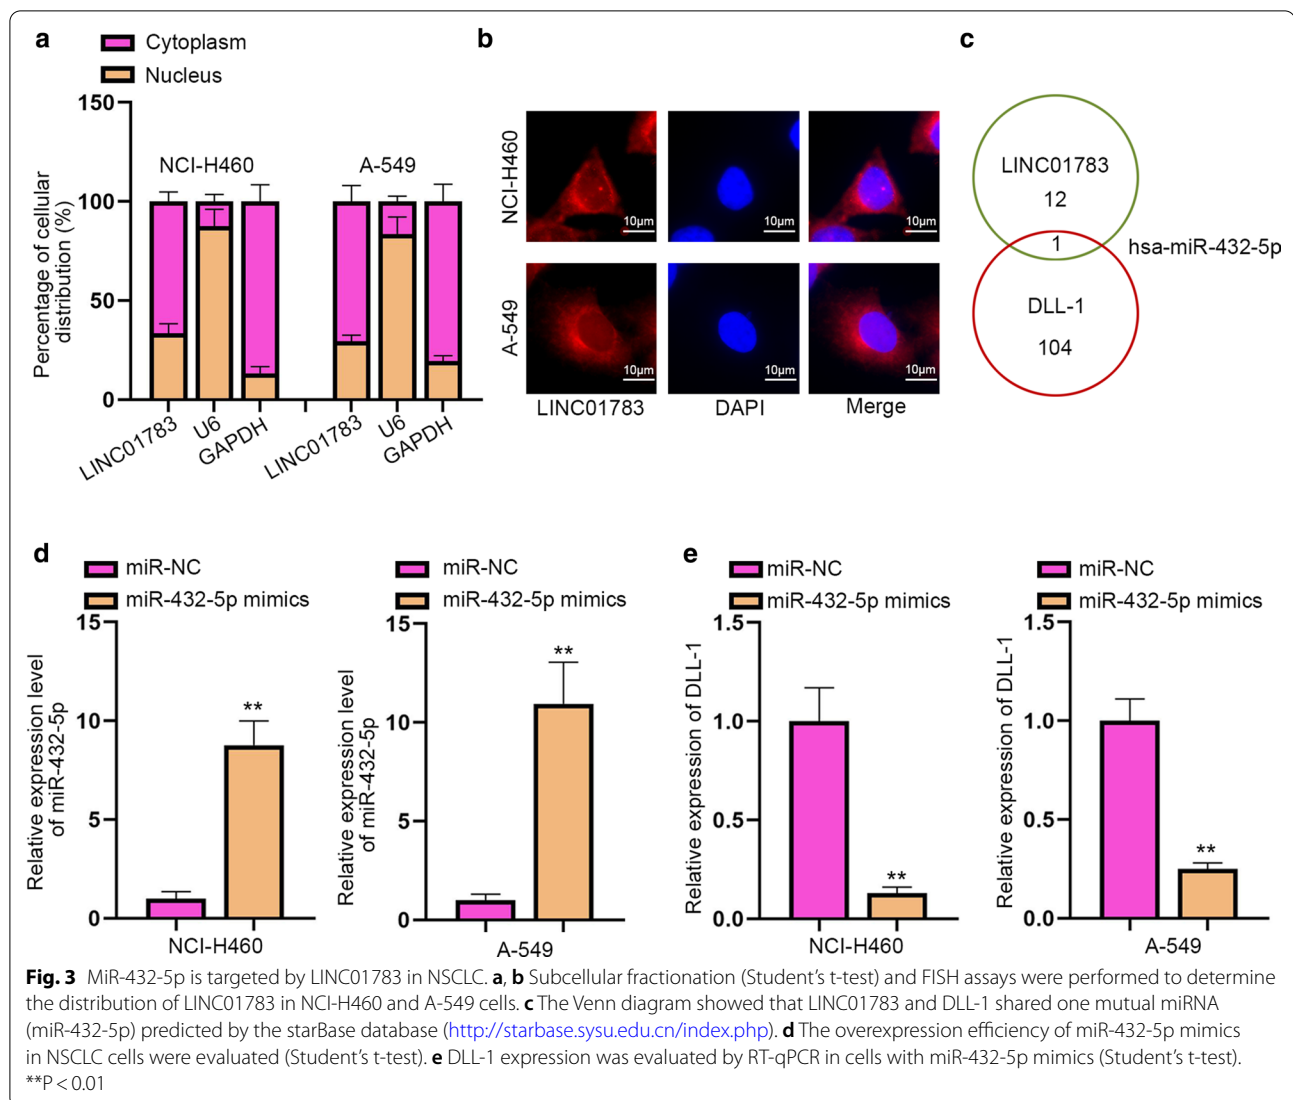 a
Cytoplasm
Nucleus
Percentage of cellular
distribution (%)
150
100
50
0
NCI-H460
A-549
LINC01783
U6
GAPDH
LINC01783
U6
GAPDH
b
NCI-H460
10µm
10µm
10µm
A-549
10µm
10µm
10µm
LINC01783
DAPI
Merge
c
LINC01783
12
1
hsa-miR-432-5p
DLL-1
104
d
miR-NC
miR-432-5p mimics
Relative expression level
of miR-432-5p
15
10
5
0
**
NCI-H460
miR-NC
miR-432-5p mimics
Relative expression level
of miR-432-5p
15
10
5
0
**
A-549
e
miR-NC
miR-432-5p mimics
Relative expression of DLL-1
1.5
1.0
0.5
0.0
**
NCI-H460
miR-NC
miR-432-5p mimics
Relative expression of DLL-1
1.5
1.0
0.5
0.0
**
A-549
Fig. 3 MiR-432-5p is targeted by LINC01783 in NSCLC. a, b Subcellular fractionation (Student's t-test) and FISH assays were performed to determine
the distribution of LINC01783 in NCI-H460 and A-549 cells. c The Venn diagram showed that LINC01783 and DLL-1 shared one mutual miRNA
(miR-432-5p) predicted by the starBase database (http://starbase.sysu.edu.cn/index.php). d The overexpression efficiency of miR-432-5p mimics
in NSCLC cells were evaluated (Student's t-test). e DLL-1 expression was evaluated by RT-qPCR in cells with miR-432-5p mimics (Student's t-test).
**P < 0.01